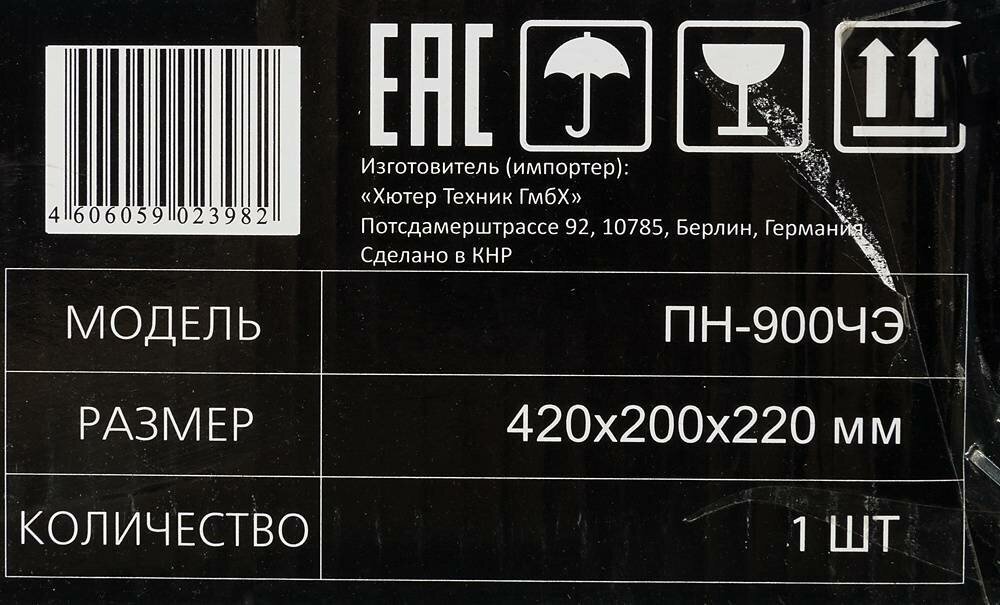 EAC
4 606059 023982
Изготовитель (импортер):
«Хютер Техник ГмбХ»
Потсдамерштрассе 92, 10785, Берлин, Германия
Сделано в КНР
МОДЕЛЬ ПН-900ЧЭ
РАЗМЕР 420х200х220 мм
КОЛИЧЕСТВО 1 ШТ